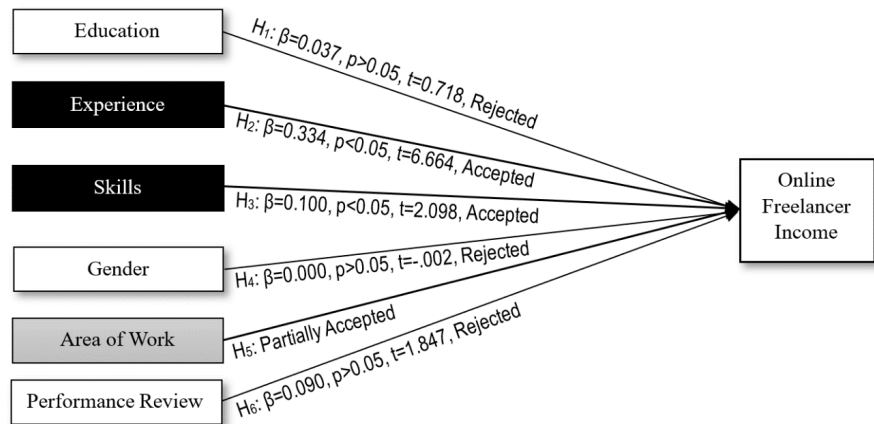 Education
H₁: β=0.037, p>0.05, t=0.718, Rejected
Experience
H₂: β=0.334, p<0.05, t=6.664, Accepted
Skills
H₃: β=0.100, p<0.05, t=2.098, Accepted
Gender
H₄: β=0.000, p>0.05, t=-.002, Rejected
Area of Work
H₅: Partially Accepted
Performance Review
H₆: β=0.090, p>0.05, t=1.847, Rejected
Online
Freelancer
Income